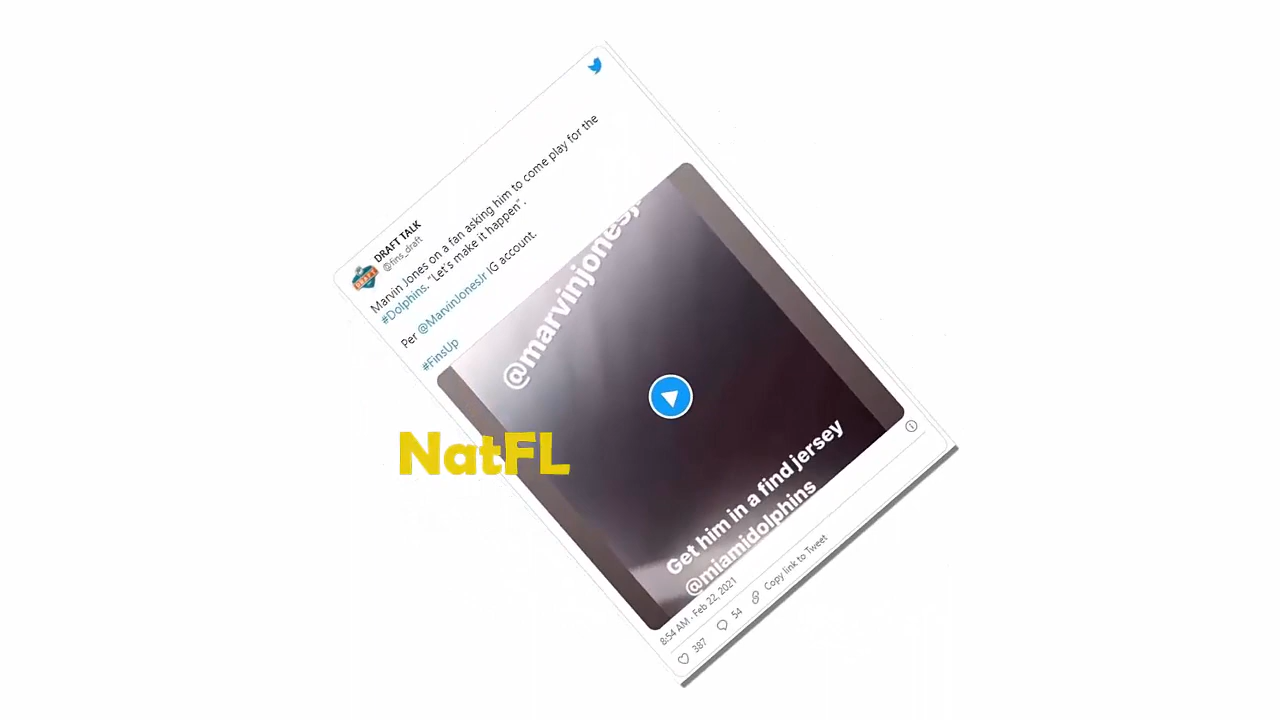 DRAFT TALK
@fins_draft
Marvin Jones on a fan asking him to come play for the
#Dolphins. "Let's make it happen".
Per @MarvinJonesJr IG account.
#FinsUp
@marvinjonesj
Get him in a find jersey
@miamidolphins
8:54 AM · Feb 22, 2021
387 54 Copy link to Tweet
NatFL